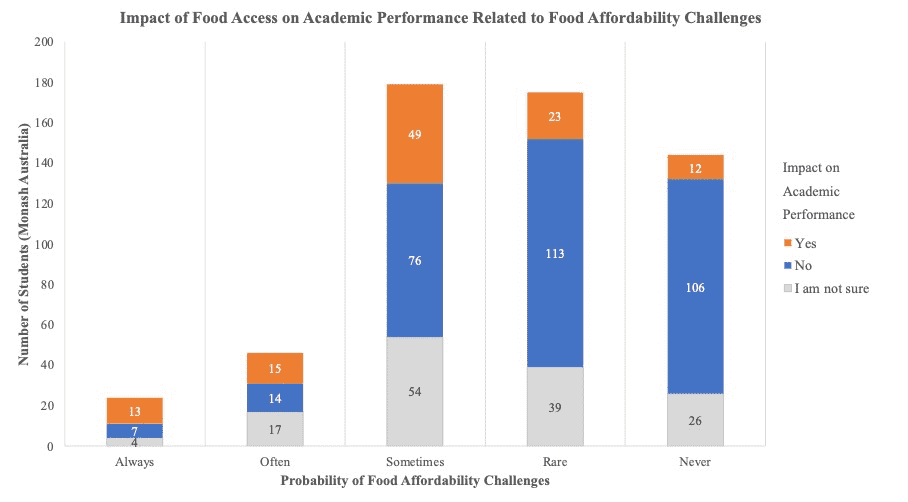 Impact of Food Access on Academic Performance Related to Food Affordability Challenges
Number of Students (Monash Australia)
200
180
160
140
120
100
80
60
40
20
0
13
7
4
15
14
17
49
76
54
23
113
39
12
106
26
Always
Often
Sometimes
Rare
Never
Probability of Food Affordability Challenges
Impact on
Academic
Performance
Yes
No
I am not sure